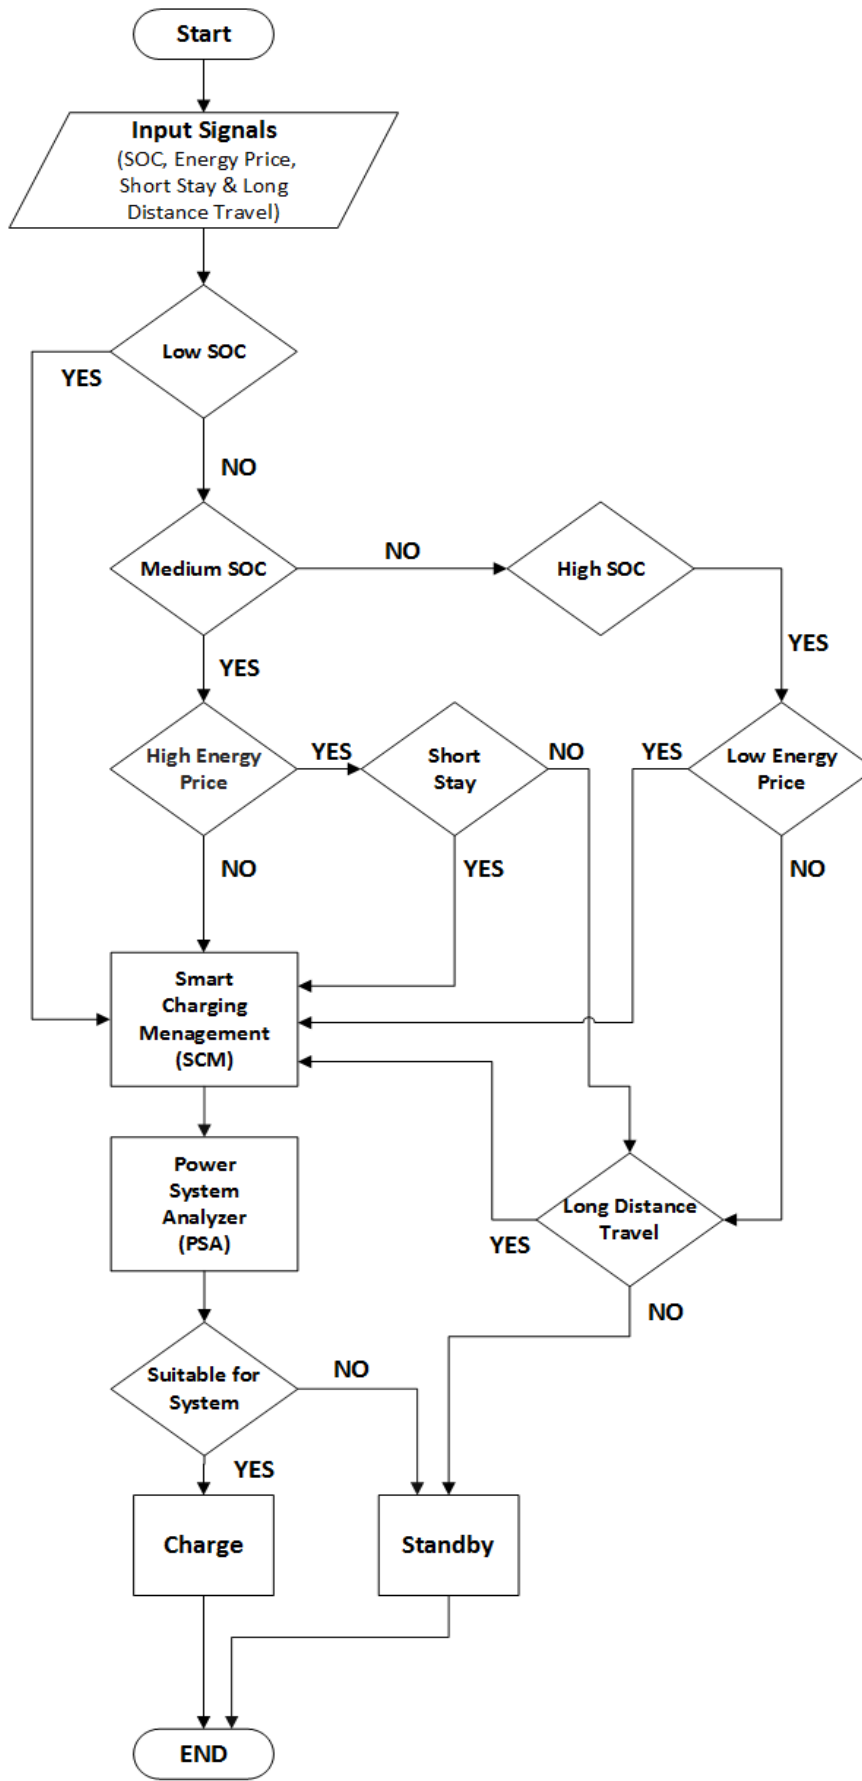 Start
Input Signals
(SOC, Energy Price,
Short Stay & Long
Distance Travel)
Low SOC
YES
NO
Medium SOC
NO
High SOC
YES
YES
High Energy
Price
YES
Short
Stay
NO
YES
Low Energy
Price
NO
YES
NO
Smart
Charging
Menagement
(SCM)
Power
System
Analyzer
(PSA)
Long Distance
Travel
YES
NO
Suitable for
System
NO
YES
Charge
Standby
END